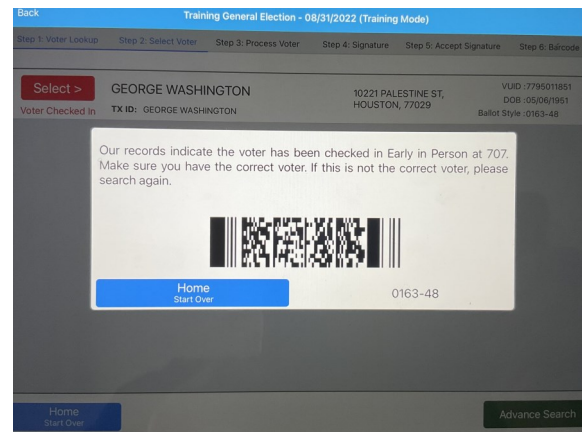 Back
Training General Election - 08/31/2022 (Training Mode)
Step 1: Voter Lookup Step 2: Select Voter Step 3: Process Voter Step 4: Signature Step 5: Accept Signature Step 6: Barcode
Select >
Voter Checked In
GEORGE WASHINGTON
TX ID: GEORGE WASHINGTON
10221 PALESTINE ST,
HOUSTON, 77029
VUID :7795011851
DOB :05/06/1951
Ballot Style :0163-48
Our records indicate the voter has been checked in Early in Person at 707.
Make sure you have the correct voter. If this is not the correct voter, please
search again.
Home
Start Over
0163-48
Home
Start Over
Advance Search